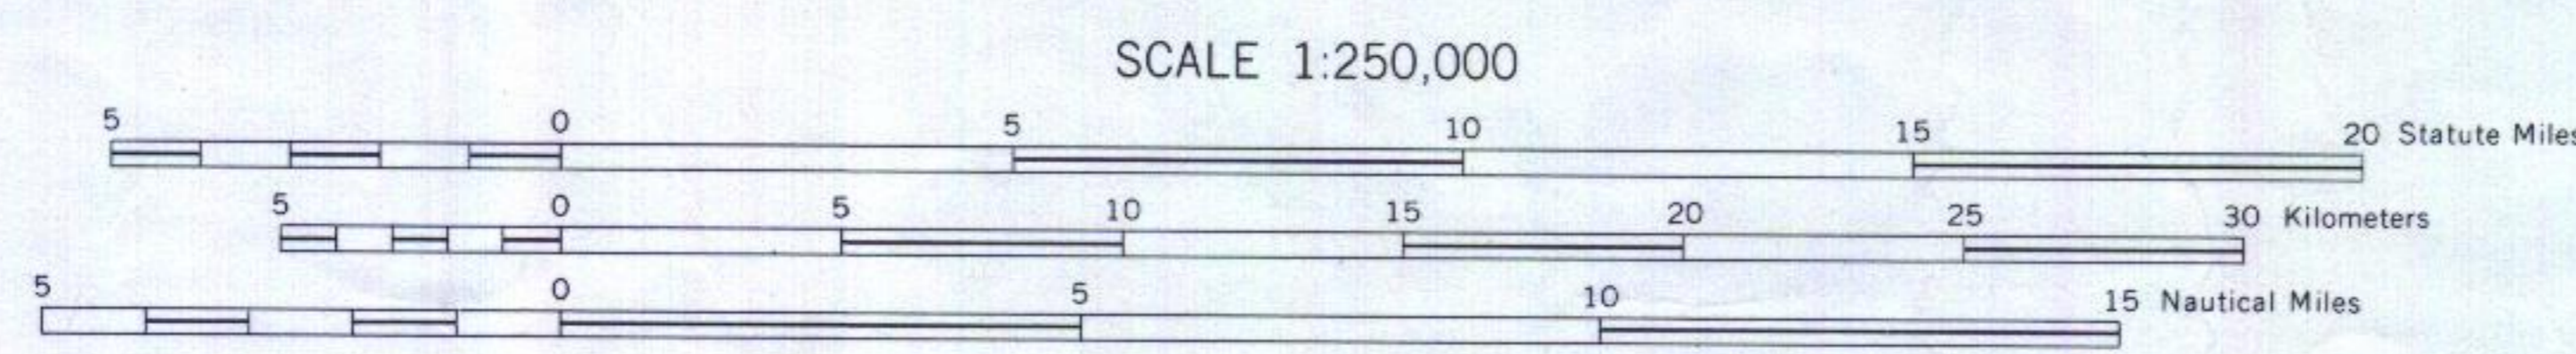 SCALE 1:250,000
5 0 5 10 15 20 Statute Miles
5 0 5 10 15 20 25 30 Kilometers
5 0 5 10 15 Nautical Miles